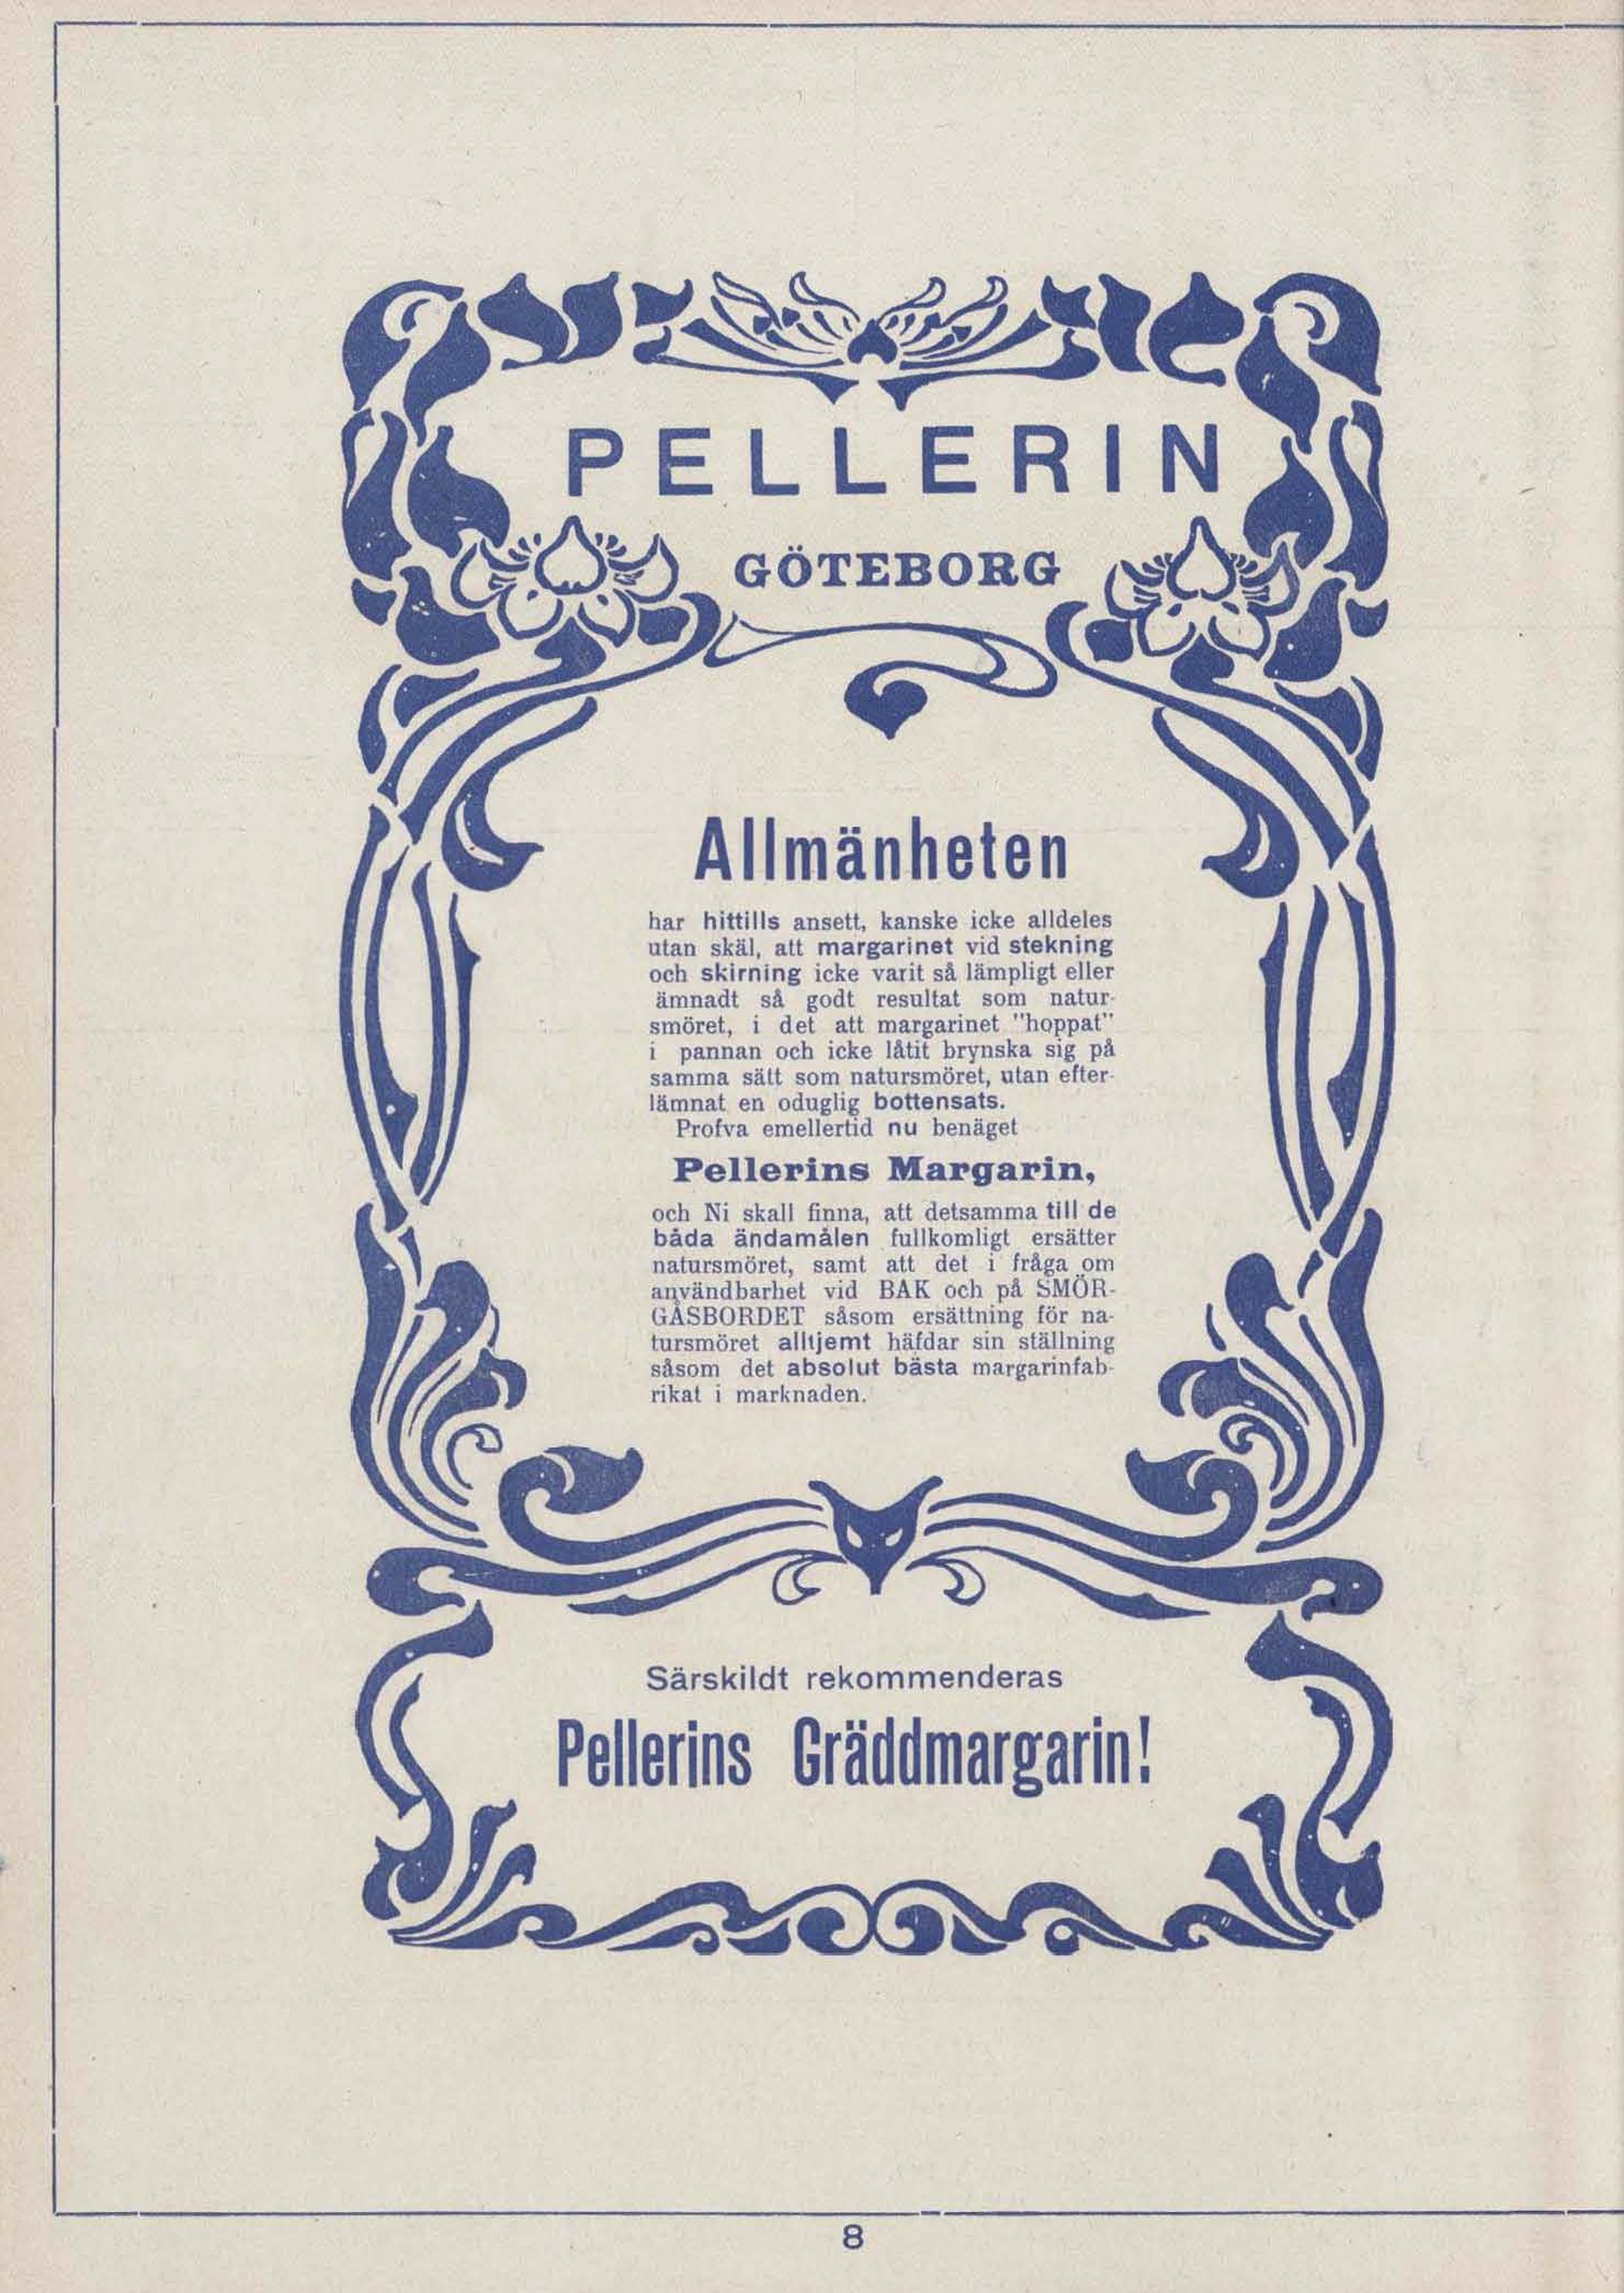 PELLERIN
GÖTEBORG
Allmänheten
har hittills ansett, kanske icke alldeles
utan skäl, att margarinet vid stekning
och skirning icke varit så lämpligt eller
ämnadt så godt resultat som natur-
smöret, i det att margarinet "hoppat"
i pannan och icke låtit brynska sig på
samma sätt som natursmöret, utan efter-
lämnat en oduglig bottensats.
Profva emellertid nu benäget
Pellerins Margarin,
och Ni skall finna, att detsamma till de
båda ändamålen fullkomligt ersätter
natursmöret, samt att det i fråga om
användbarhet vid BAK och på SMÖR-
GÅSBORDET såsom ersättning för na-
tursmöret alltjemt häfdar sin ställning
såsom det absolut bästa margarinfab-
rikat i marknaden.
Särskildt rekommenderas
Pellerins Gräddmargarin!
8